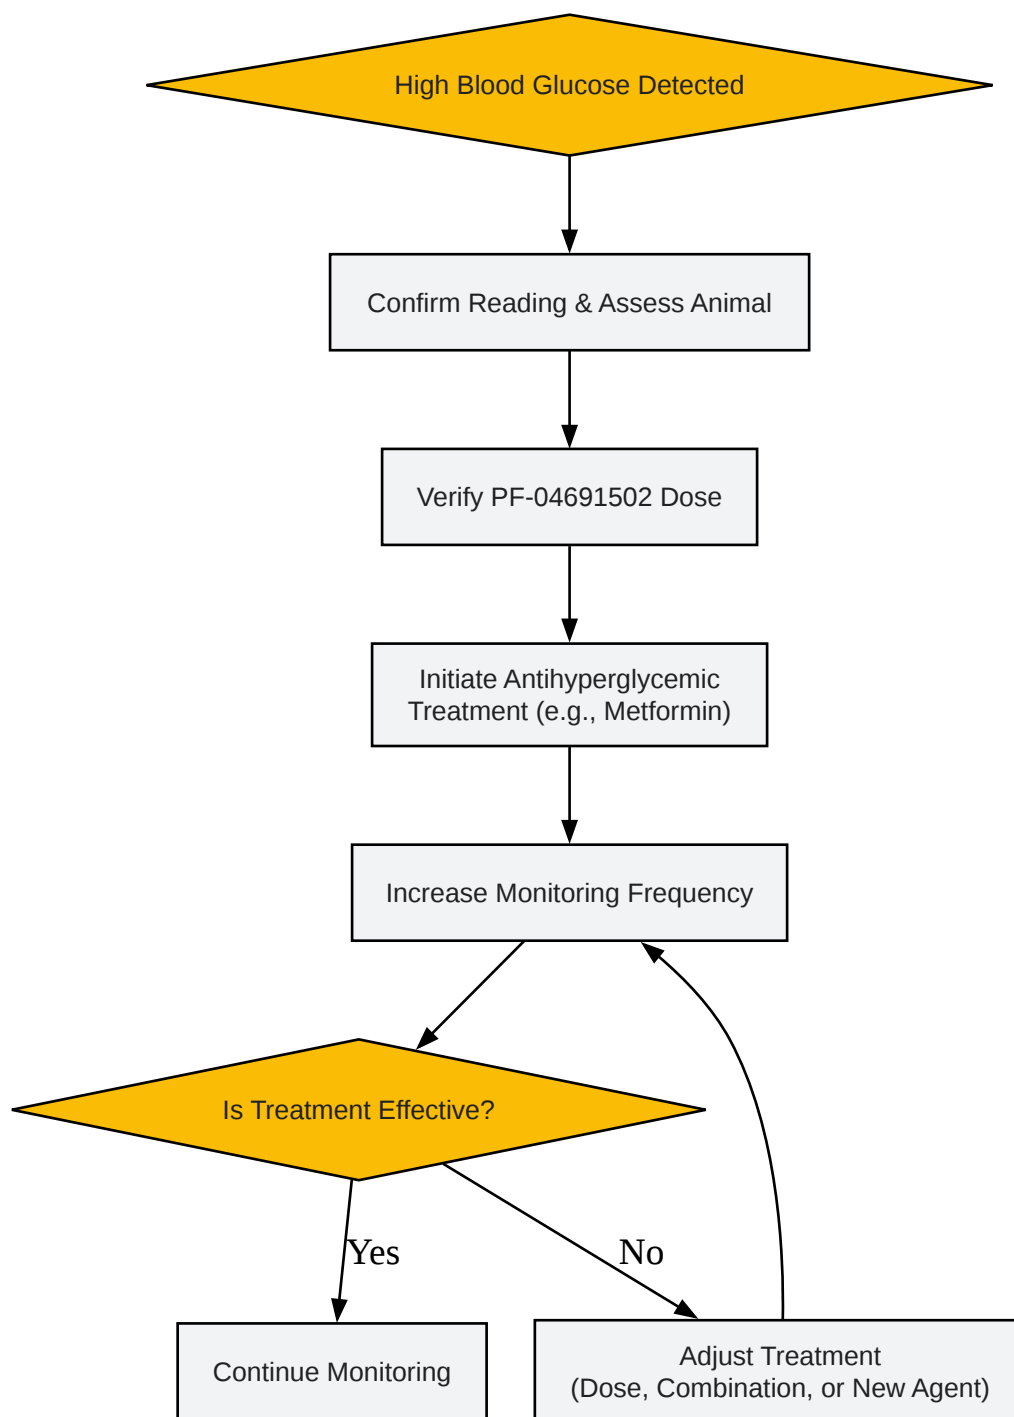 High Blood Glucose Detected
Confirm Reading & Assess Animal
Verify PF-04691502 Dose
Initiate Antihyperglycemic
Treatment (e.g., Metformin)
Increase Monitoring Frequency
Is Treatment Effective?
Yes
No
Continue Monitoring
Adjust Treatment
(Dose, Combination, or New Agent)